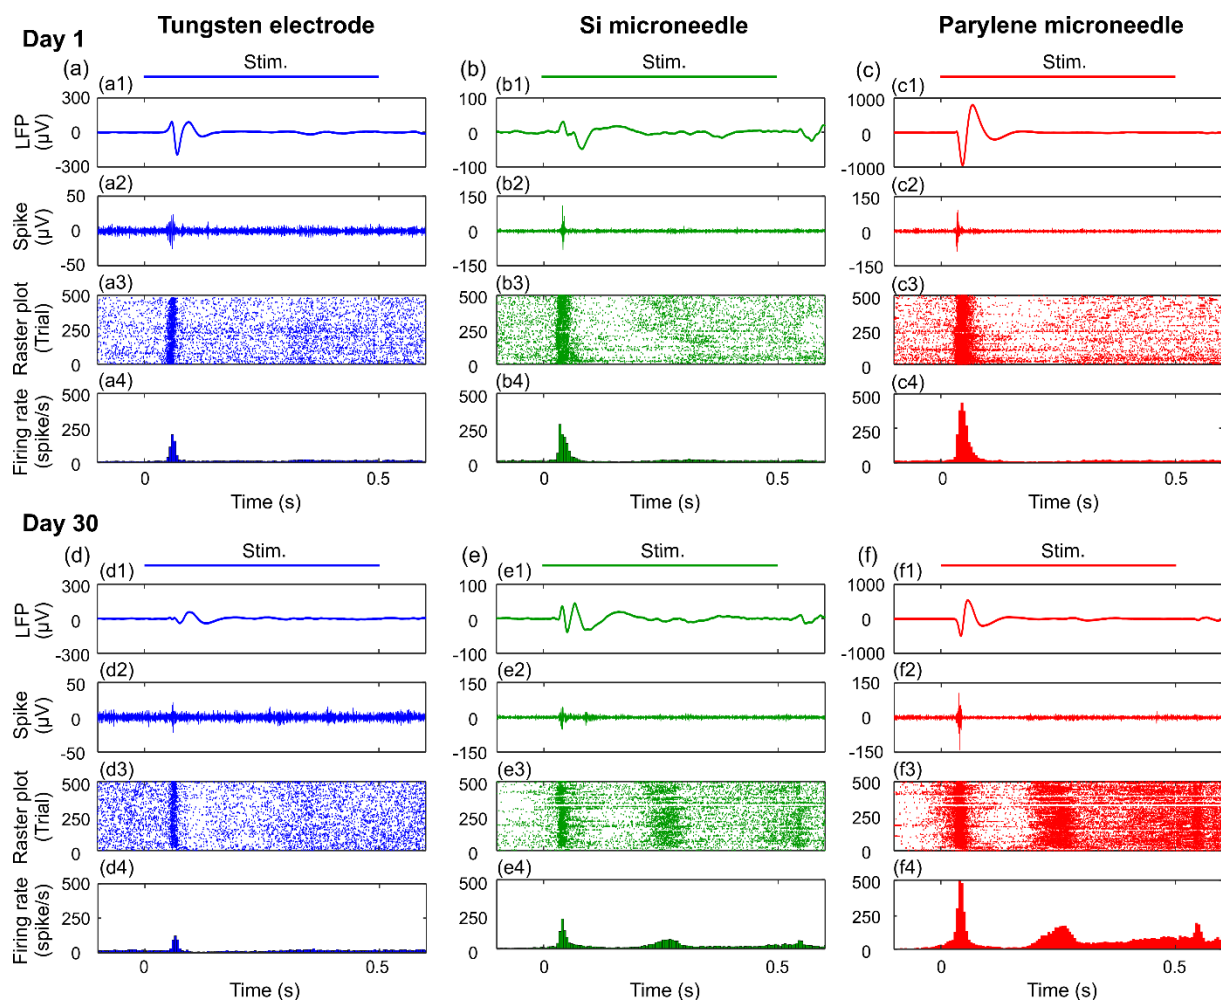 Tungsten electrode Si microneedle Parylene microneedle
Day 1
(a) Stim. (b) Stim. (c) Stim.
(a1) (b1) (c1)
300 100 1000
LFP (µV) 0 0 0
-300 -100 -1000
(a2) (b2) (c2)
50 150 150
Spike (µV) 0 0 0
-50 -150 -150
(a3) (b3) (c3)
500 500 500
Raster plot (Trial) 250 250 250
0 0 0
(a4) (b4) (c4)
500 500 500
Firing rate (spike/s) 250 250 250
0 0 0
0 0.5 0 0.5 0 0.5
Time (s) Time (s) Time (s)
Day 30
(d) Stim. (e) Stim. (f) Stim.
(d1) (e1) (f1)
300 100 1000
LFP (µV) 0 0 0
-300 -100 -1000
(d2) (e2) (f2)
50 150 150
Spike (µV) 0 0 0
-50 -150 -150
(d3) (e3) (f3)
500 500 500
Raster plot (Trial) 250 250 250
0 0 0
(d4) (e4) (f4)
500 500 500
Firing rate (spike/s) 250 250 250
0 0 0
0 0.5 0 0.5 0 0.5
Time (s) Time (s) Time (s)